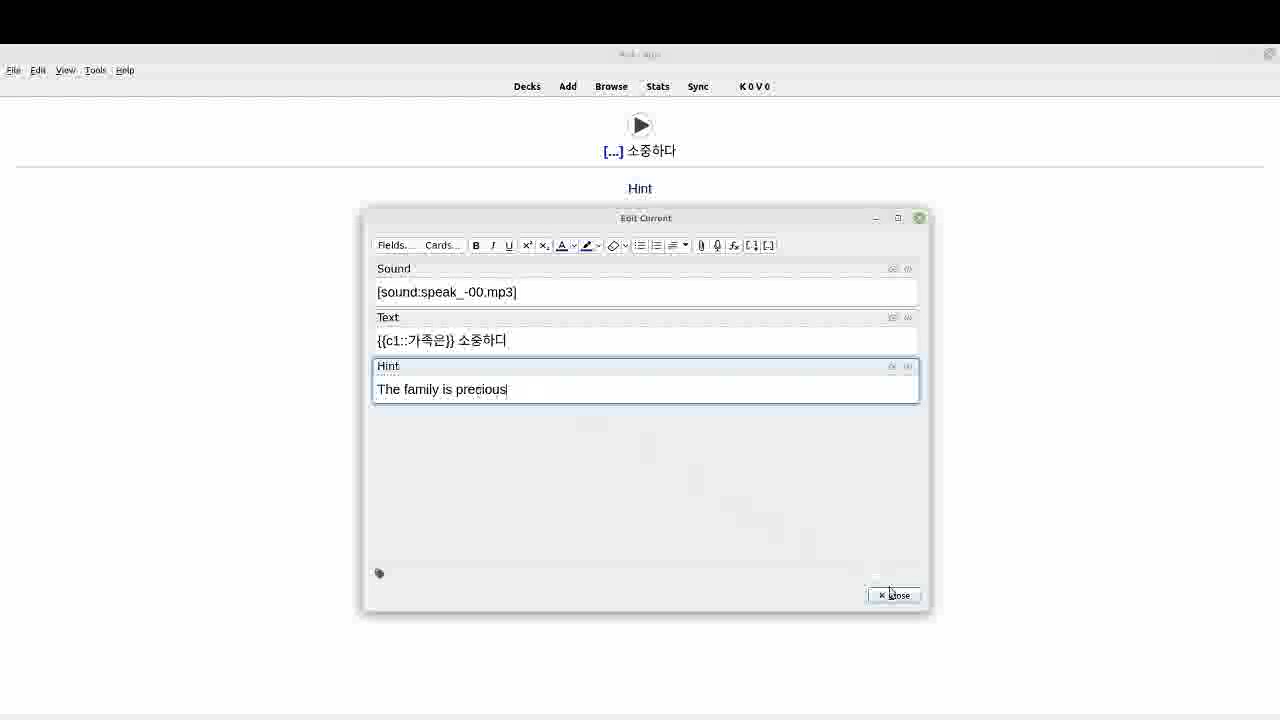 File Edit View Tools Help
Decks Add Browse Stats Sync K 0 V 0
[...] 소중하다
Hint
Edit Current
Fields... Cards...
Sound
[sound:speak_-00.mp3]
Text
{{c1::가족은}} 소중하다
Hint
The family is precious
Close